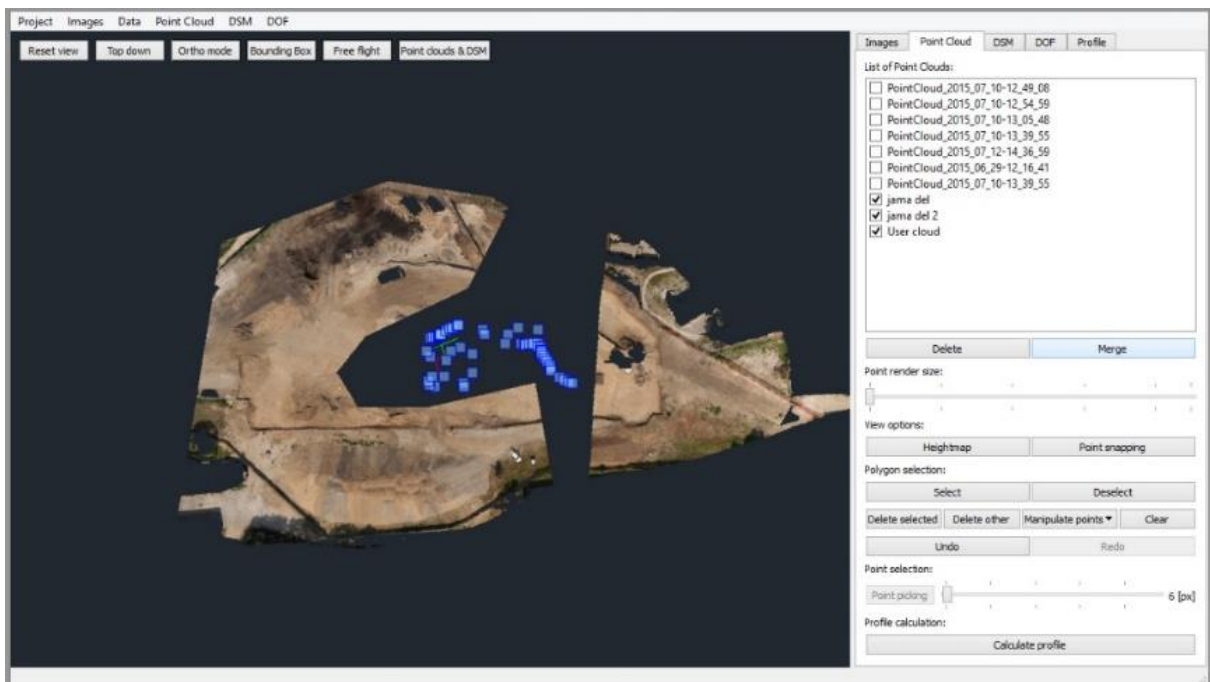 Project Images Data Point Cloud DSM DOF
Reset view Top down Ortho mode Bounding Box Free flight Point clouds & DSM
Images Point Cloud DSM DOF Profile
List of Point Clouds:
PointCloud_2015_07_10-12_49_08
PointCloud_2015_07_10-12_54_59
PointCloud_2015_07_10-13_05_48
PointCloud_2015_07_10-13_39_55
PointCloud_2015_07_12-14_36_59
PointCloud_2015_06_29-12_16_41
PointCloud_2015_07_10-13_39_55
jama del
jama del 2
User cloud
Delete Merge
Point render size:
View options:
Heightmap Point snapping
Polygon selection:
Select Deselect
Delete selected Delete other Manipulate points Clear
Undo Redo
Point selection:
Point picking 6 [px]
Profile calculation:
Calculate profile